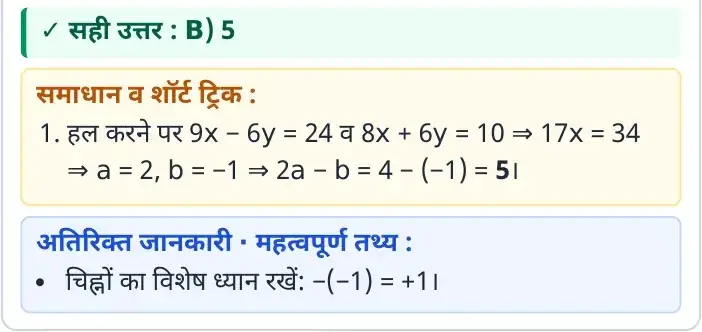 ✓ सही उत्तर : B) 5
समाधान व शॉर्ट ट्रिक :
1. हल करने पर 9x − 6y = 24 व 8x + 6y = 10 ⇒ 17x = 34
⇒ a = 2, b = −1 ⇒ 2a − b = 4 − (−1) = 5।
अतिरिक्त जानकारी · महत्वपूर्ण तथ्य :
• चिह्नों का विशेष ध्यान रखें: −(−1) = +1।